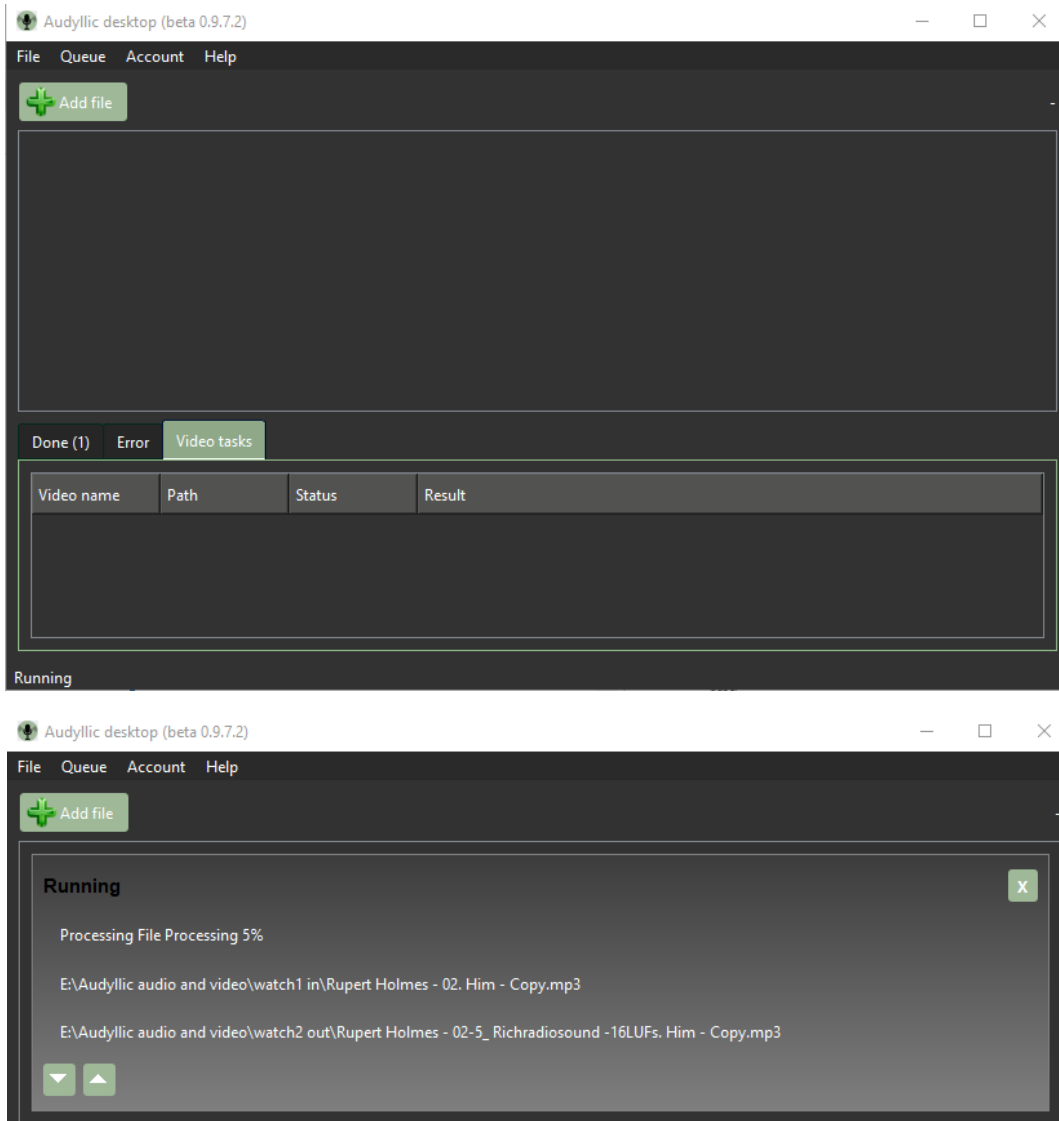 Audyllic desktop (beta 0.9.7.2)
File Queue Account Help
Add file
-
Done (1) Error Video tasks
Video name Path Status Result
Running
Audyllic desktop (beta 0.9.7.2)
File Queue Account Help
Add file
-
Running
X
Processing File Processing 5%
E:\Audyllic audio and video\watch1 in\Rupert Holmes - 02. Him - Copy.mp3
E:\Audyllic audio and video\watch2 out\Rupert Holmes - 02-5_ Richradiosound -16LUFs. Him - Copy.mp3